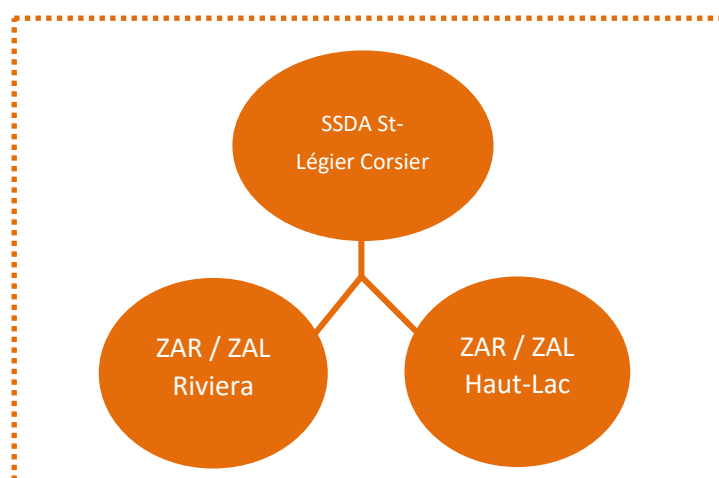 SSDA St-
Légier Corsier
ZAR / ZAL
Riviera
ZAR / ZAL
Haut-Lac